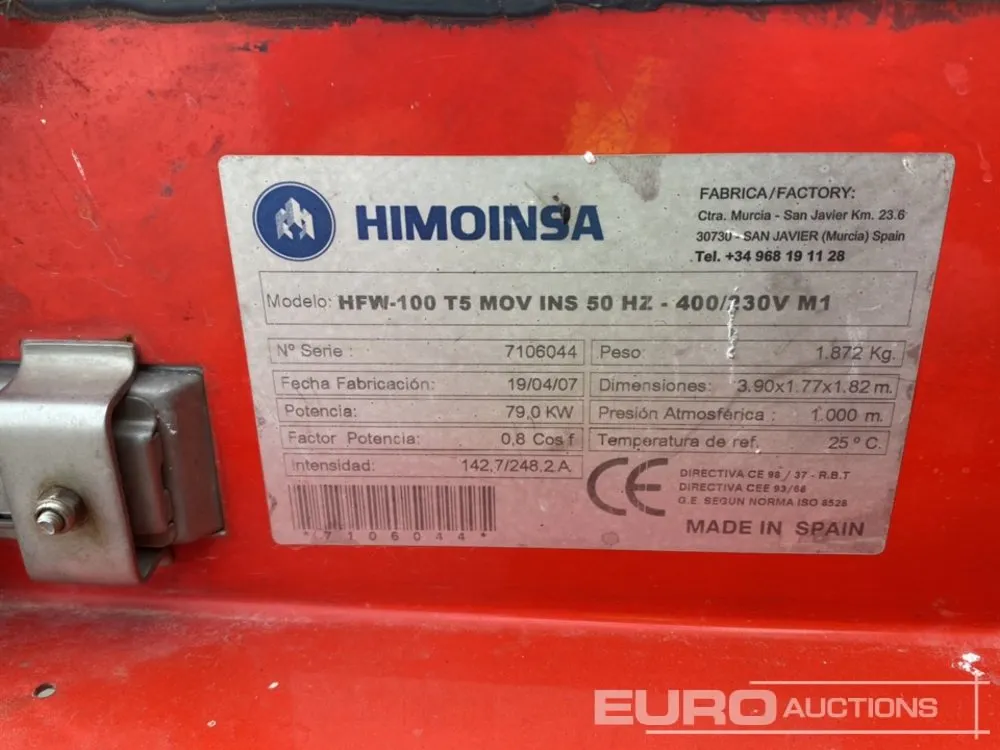 HIMOINSA
FABRICA/FACTORY:
Ctra. Murcia - San Javier Km. 23.6
30730 - SAN JAVIER (Murcia) Spain
Tel. +34 968 19 11 28
Modelo: HFW-100 T5 MOV INS 50 HZ - 400/230V M1
Nº Serie : 7106044
Fecha Fabricación: 19/04/07
Potencia: 79,0 KW
Factor Potencia: 0,8 Cos f
Intensidad: 142,7/248,2 A.
Peso: 1.872 Kg.
Dimensiones: 3.90x1.77x1.82 m.
Presión Atmosférica : 1.000 m.
Temperatura de ref. 25 º C.
*7106044*
CE
DIRECTIVA CE 98 / 37 - R.B.T
DIRECTIVA CEE 93/68
G.E. SEGUN NORMA ISO 8528
MADE IN SPAIN
EURO AUCTIONS